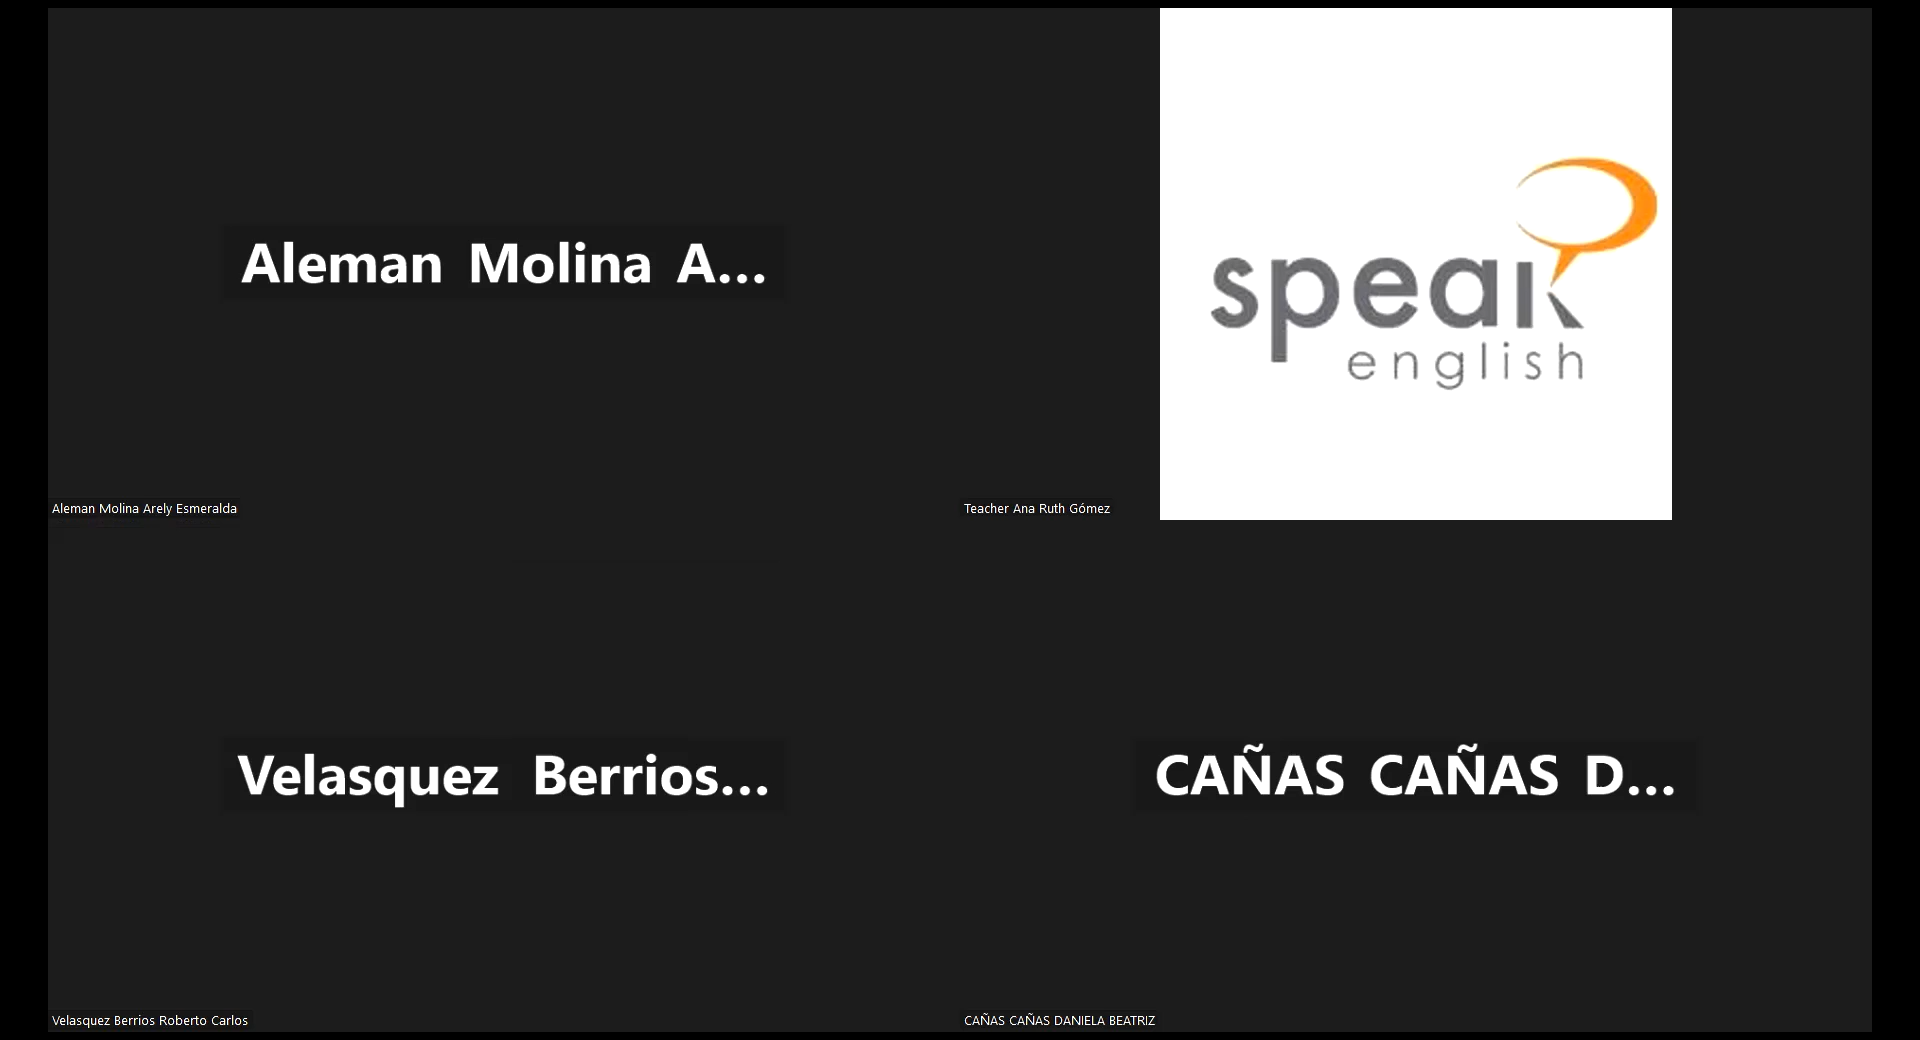 Aleman Molina A...
Aleman Molina Arely Esmeralda
speak
english
Teacher Ana Ruth Gómez
Velasquez Berrios...
Velasquez Berrios Roberto Carlos
CAÑAS CAÑAS D...
CAÑAS CAÑAS DANIELA BEATRIZ